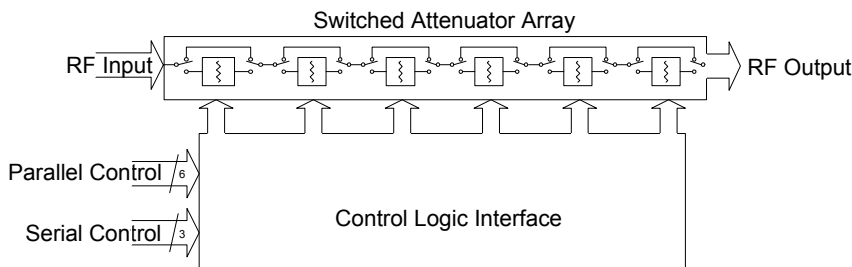 Switched Attenuator Array
RF Input
RF Output
Parallel Control
6
Serial Control
3
Control Logic Interface